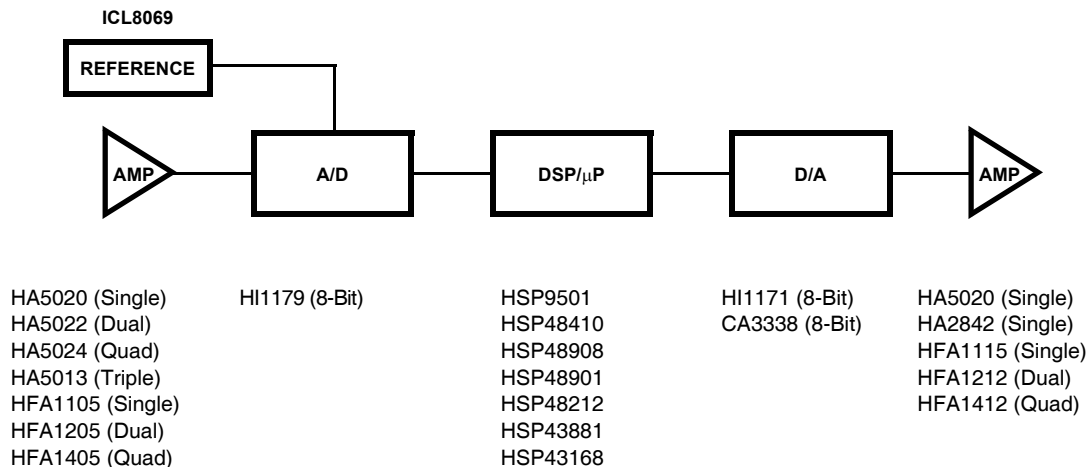 ICL8069
REFERENCE
AMP
A/D
DSP/μP
D/A
AMP
HA5020 (Single)
HA5022 (Dual)
HA5024 (Quad)
HA5013 (Triple)
HFA1105 (Single)
HFA1205 (Dual)
HFA1405 (Quad)
HI1179 (8-Bit)
HSP9501
HSP48410
HSP48908
HSP48901
HSP48212
HSP43881
HSP43168
HI1171 (8-Bit)
CA3338 (8-Bit)
HA5020 (Single)
HA2842 (Single)
HFA1115 (Single)
HFA1212 (Dual)
HFA1412 (Quad)